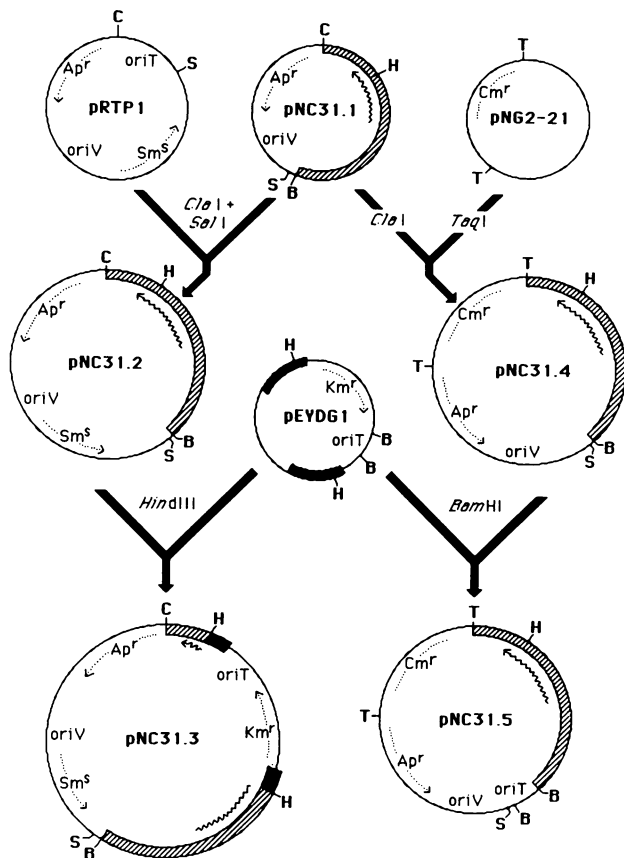 C
Apr
oriT
S
pRTP1
oriV
Sms
C
H
Apr
pNC31.1
oriV
S
B
T
Cmr
pNG2-21
T
ClaI +
SalI
ClaI
TaqI
C
H
Apr
pNC31.2
oriV
Sms
S
B
H
Kmr
pEYDG1
oriT
B
B
H
T
H
Cmr
T
pNC31.4
Apr
oriV
S
B
HindIII
BamHI
C
H
Apr
oriT
oriV
pNC31.3
Kmr
Sms
H
S
B
T
H
Cmr
T
pNC31.5
Apr
oriV
oriT
B
S
B